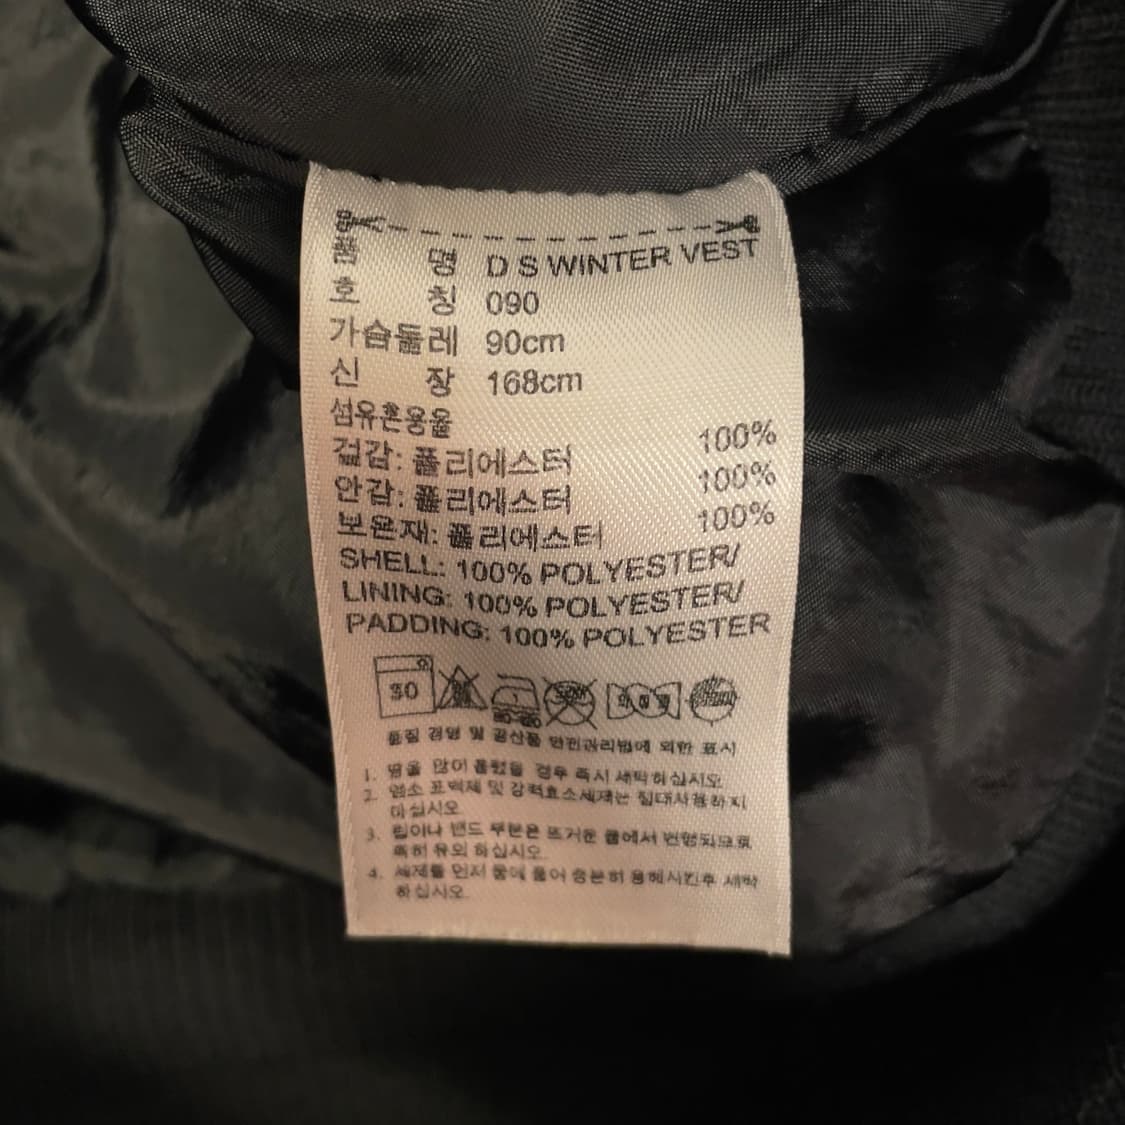 품 명 D S WINTER VEST
호 칭 090
가슴둘레 90cm
신 장 168cm
섬유혼용율
겉감: 폴리에스터 100%
안감: 폴리에스터 100%
보온재: 폴리에스터 100%
SHELL: 100% POLYESTER/
LINING: 100% POLYESTER/
PADDING: 100% POLYESTER
30
품질 경영 및 공산품 안전관리법에 의한 표시
1. 땀을 많이 흘렸을 경우 즉시 세탁하십시오
2. 염소 표백제 및 강력효소세제는 절대사용하지
마십시오
3. 립이나 밴드 부분은 뜨거운 물에서 변형되므로
특히 유의 하십시오.
4. 세제를 먼저 물에 풀어 충분히 용해시킨후 세탁
하십시오.